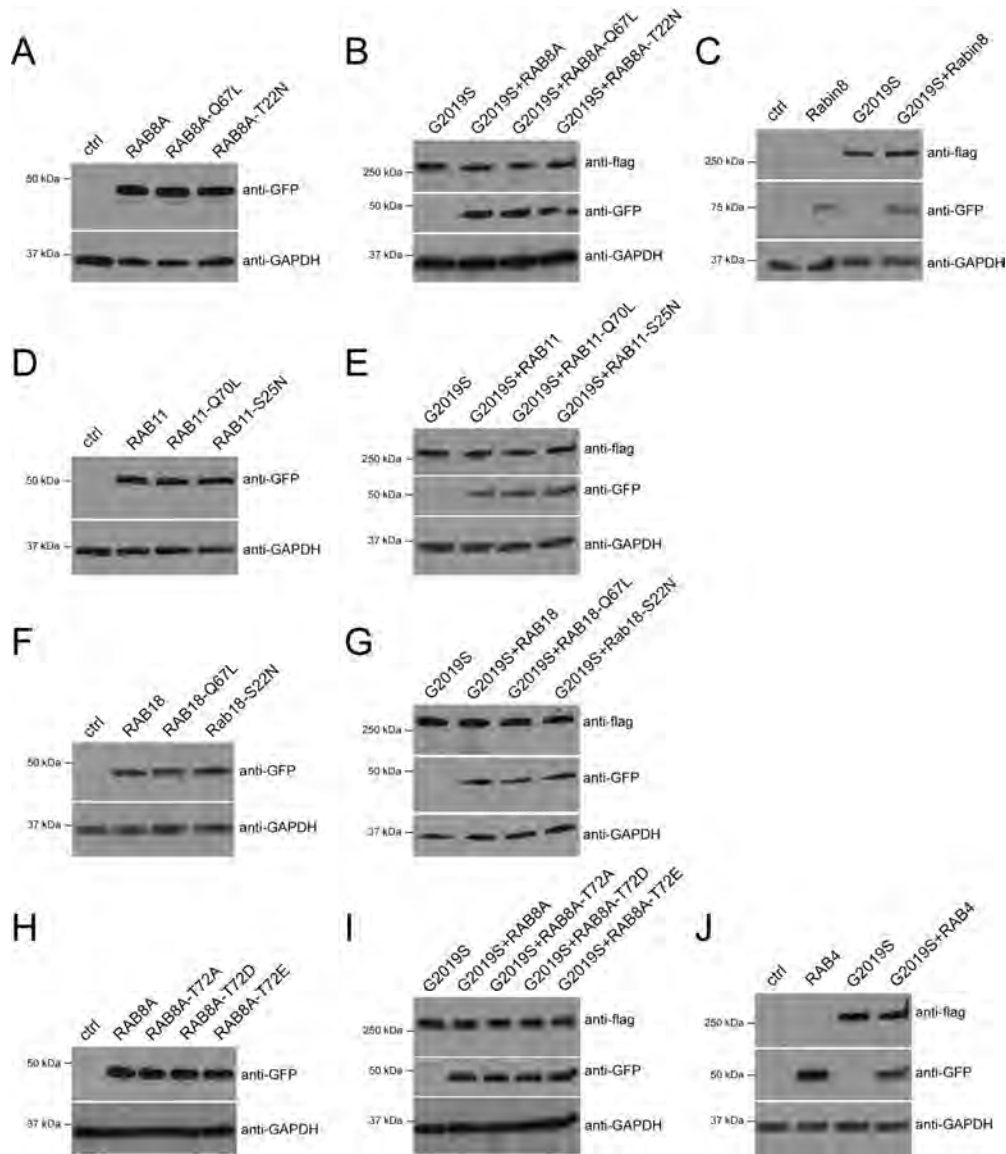 A
ctrl
RAB8A
RAB8A-Q67L
RAB8A-T22N
50 kDa
anti-GFP
37 kDa
anti-GAPDH
B
G2019S
G2019S+RAB8A
G2019S+RAB8A-Q67L
G2019S+RAB8A-T22N
250 kDa
anti-flag
50 kDa
anti-GFP
37 kDa
anti-GAPDH
C
ctrl
Rabin8
G2019S
G2019S+Rabin8
250 kDa
anti-flag
75 kDa
anti-GFP
37 kDa
anti-GAPDH
D
ctrl
RAB11
RAB11-Q70L
RAB11-S25N
50 kDa
anti-GFP
37 kDa
anti-GAPDH
E
G2019S
G2019S+RAB11
G2019S+RAB11-Q70L
G2019S+RAB11-S25N
250 kDa
anti-flag
50 kDa
anti-GFP
37 kDa
anti-GAPDH
F
ctrl
RAB18
RAB18-Q67L
Rab18-S22N
50 kDa
anti-GFP
37 kDa
anti-GAPDH
G
G2019S
G2019S+RAB18
G2019S+RAB18-Q67L
G2019S+Rab18-S22N
250 kDa
anti-flag
50 kDa
anti-GFP
37 kDa
anti-GAPDH
H
ctrl
RAB8A
RAB8A-T72A
RAB8A-T72D
RAB8A-T72E
50 kDa
anti-GFP
37 kDa
anti-GAPDH
I
G2019S
G2019S+RAB8A
G2019S+RAB8A-T72A
G2019S+RAB8A-T72D
G2019S+RAB8A-T72E
250 kDa
anti-flag
50 kDa
anti-GFP
37 kDa
anti-GAPDH
J
ctrl
RAB4
G2019S
G2019S+RAB4
250 kDa
anti-flag
50 kDa
anti-GFP
37 kDa
anti-GAPDH